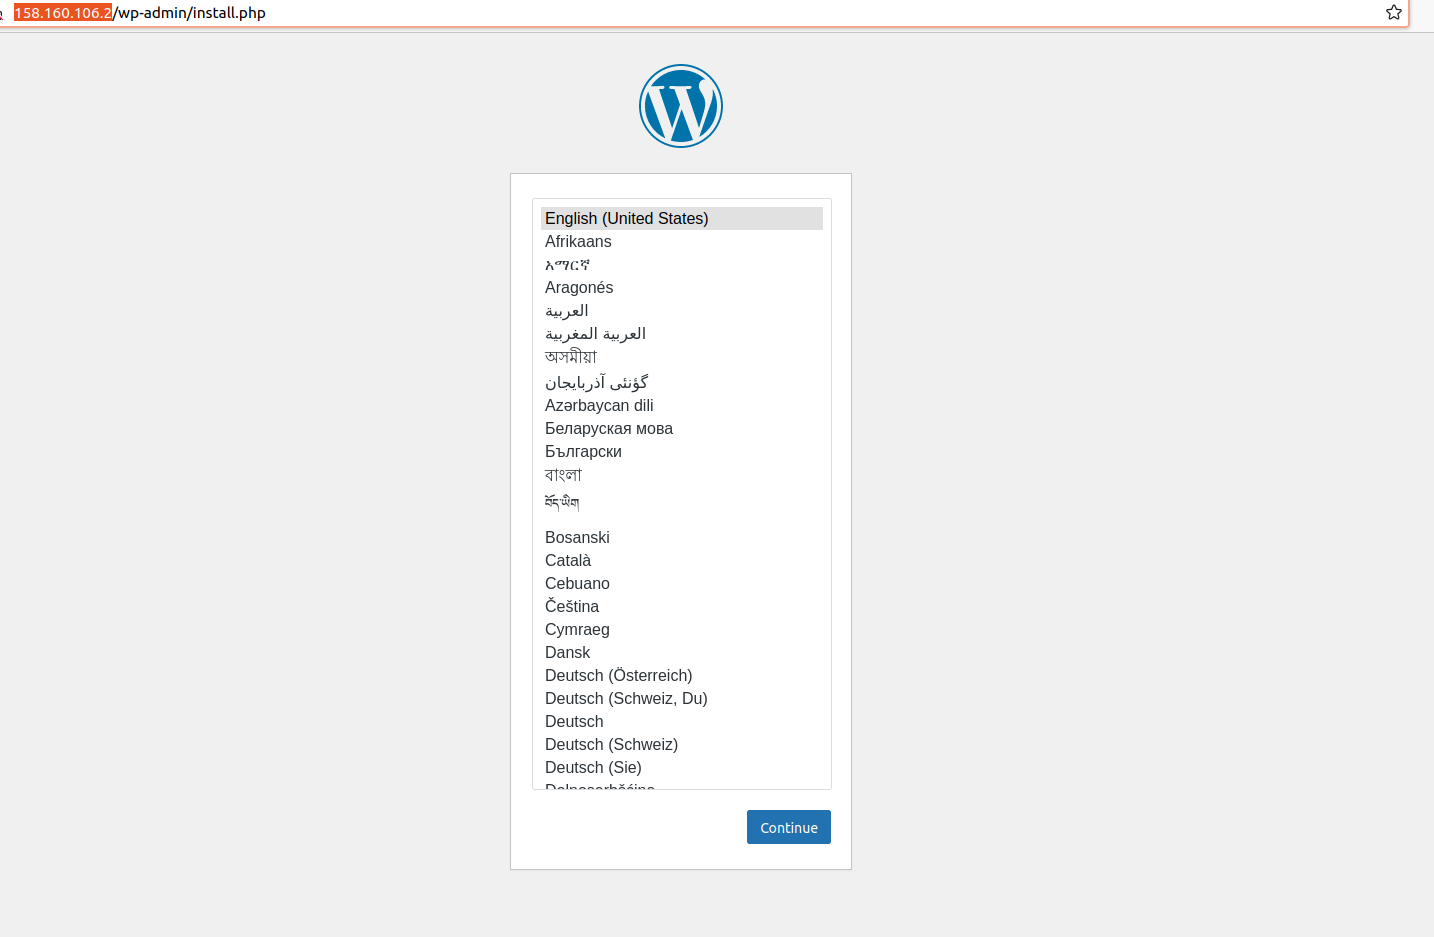 158.160.106.2/wp-admin/install.php
English (United States)
Afrikaans
አማርኛ
Aragonés
العربية
العربية المغربية
অসমীয়া
گؤنئی آذربایجان
Azərbaycan dili
Беларуская мова
Български
বাংলা
བོད་ཡིག
Bosanski
Català
Cebuano
Čeština
Cymraeg
Dansk
Deutsch (Österreich)
Deutsch (Schweiz, Du)
Deutsch
Deutsch (Schweiz)
Deutsch (Sie)
Continue